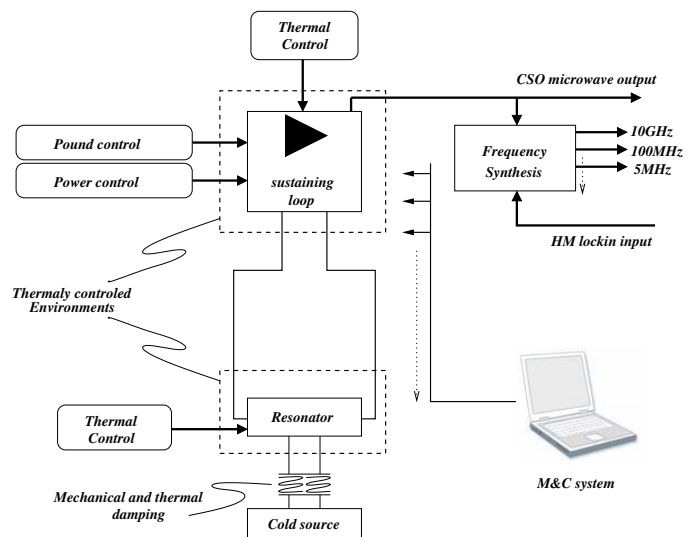 Thermal
Control
CSO microwave output
Pound control
Power control
sustaining
loop
Frequency
Synthesis
10GHz
100MHz
5MHz
HM lockin input
Thermaly controled
Environments
Thermal
Control
Resonator
Mechanical and thermal
damping
Cold source
M&C system